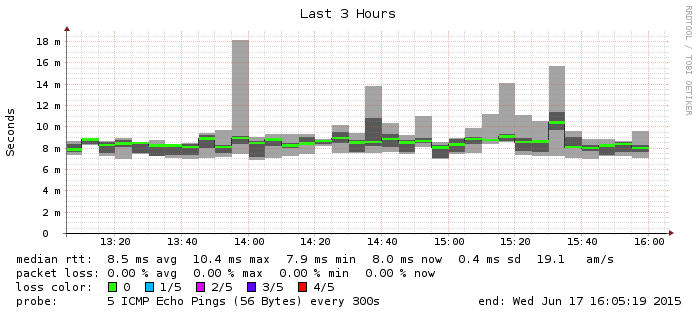 Last 3 Hours
RRDTOOL / TOBI OETIKER
Seconds
18 m
16 m
14 m
12 m
10 m
8 m
6 m
4 m
2 m
0
13:20 13:40 14:00 14:20 14:40 15:00 15:20 15:40 16:00
median rtt: 8.5 ms avg 10.4 ms max 7.9 ms min 8.0 ms now 0.4 ms sd 19.1 am/s
packet loss: 0.00 % avg 0.00 % max 0.00 % min 0.00 % now
loss color: 0 1/5 2/5 3/5 4/5
probe: 5 ICMP Echo Pings (56 Bytes) every 300s end: Wed Jun 17 16:05:19 2015